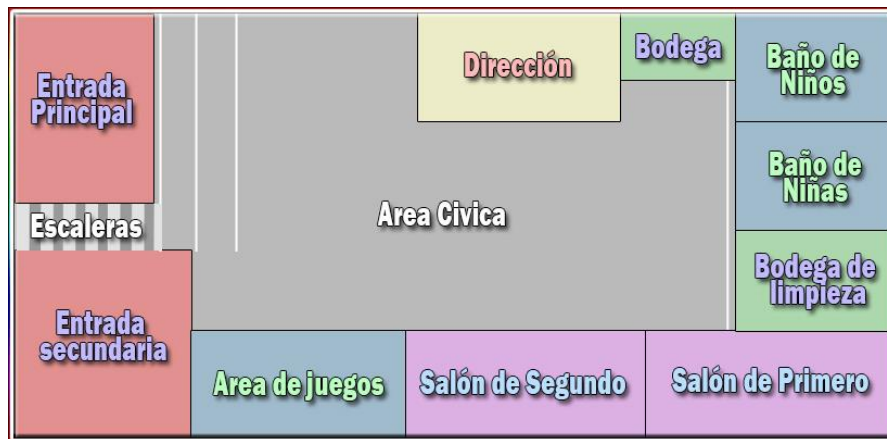 Entrada
Principal
Dirección
Bodega
Baño de
Niños
Escaleras
Area Civica
Baño de
Niñas
Bodega de
limpieza
Entrada
secundaria
Area de juegos
Salón de Segundo
Salón de Primero